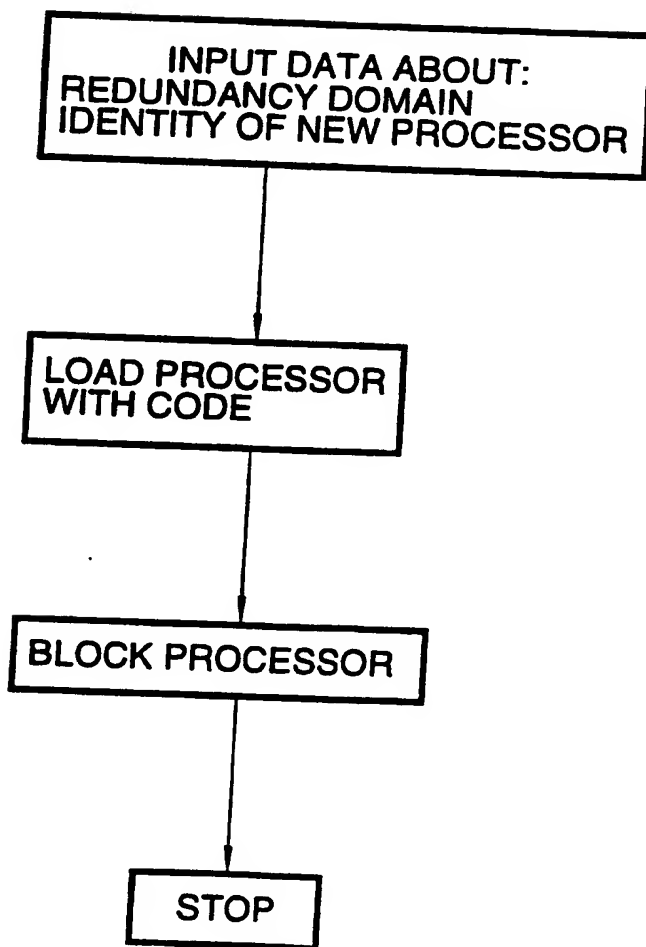 INPUT DATA ABOUT:
REDUNDANCY DOMAIN
IDENTITY OF NEW PROCESSOR
LOAD PROCESSOR
WITH CODE
BLOCK PROCESSOR
STOP